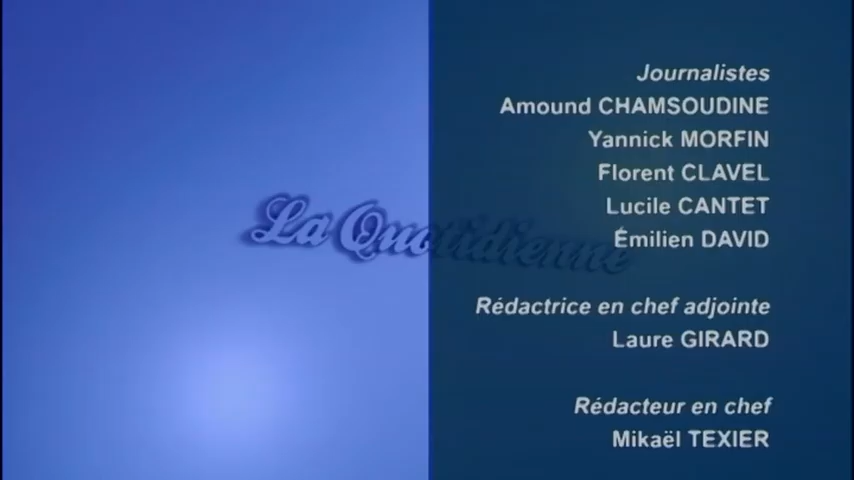 La Quotidienne
Journalistes
Amound CHAMSOUDINE
Yannick MORFIN
Florent CLAVEL
Lucile CANTET
Émilien DAVID
Rédactrice en chef adjointe
Laure GIRARD
Rédacteur en chef
Mikaël TEXIER